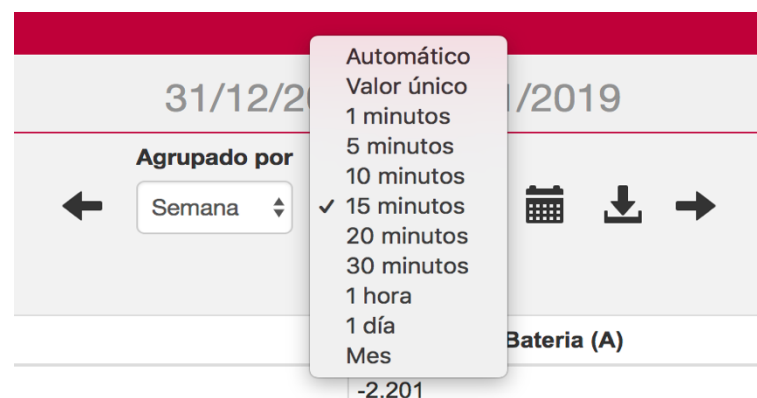 Automático
Valor único
31/12/20 1/2019
1 minutos
5 minutos
Agrupado por
10 minutos
Semana
✓ 15 minutos
20 minutos
30 minutos
1 hora
1 día
Bateria (A)
Mes
-2.201